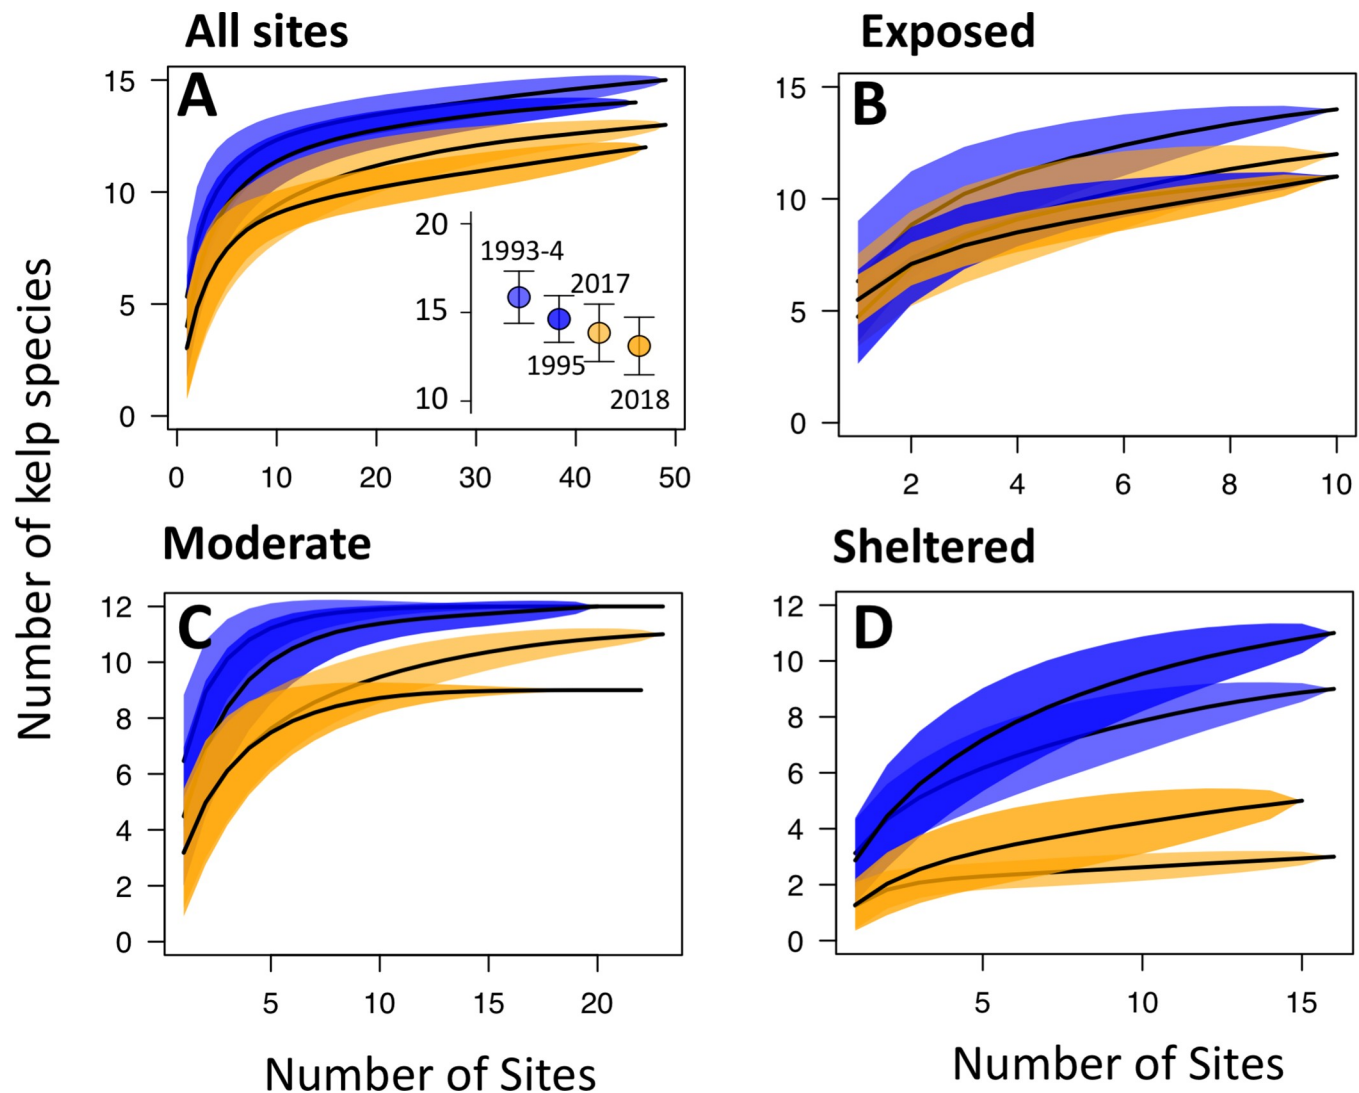 All sites
Exposed
A
15
10
5
0
20
15
10
1993-4
2017
1995
2018
0 10 20 30 40 50
B
15
10
5
0
2 4 6 8 10
Number of kelp species
Moderate
Sheltered
C
12
10
8
6
4
2
0
5 10 15 20
Number of Sites
D
12
10
8
6
4
2
0
5 10 15
Number of Sites